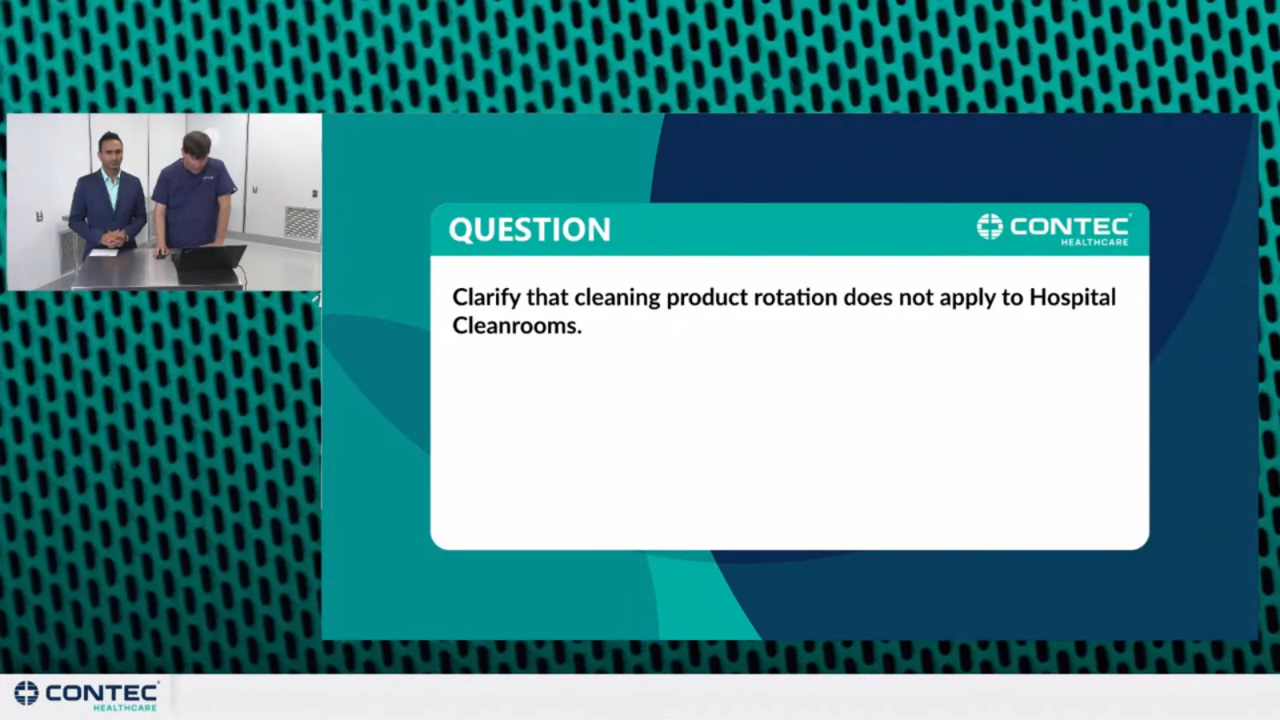 QUESTION
CONTEC
HEALTHCARE
Clarify that cleaning product rotation does not apply to Hospital
Cleanrooms.
CONTEC
HEALTHCARE